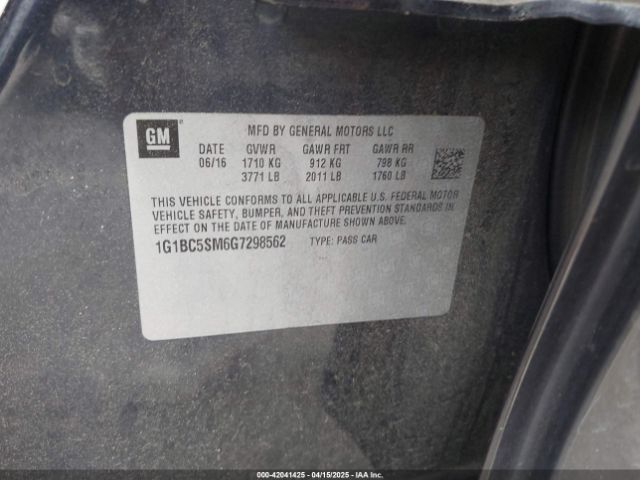 GM
MFD BY GENERAL MOTORS LLC
DATE GVWR GAWR FRT GAWR RR
06/16 1710 KG 912 KG 798 KG
3771 LB 2011 LB 1760 LB
THIS VEHICLE CONFORMS TO ALL APPLICABLE U.S. FEDERAL MOTOR
VEHICLE SAFETY, BUMPER, AND THEFT PREVENTION STANDARDS IN
EFFECT ON THE DATE OF MANUFACTURE SHOWN ABOVE.
1G1BC5SM6G7298562 TYPE: PASS CAR
...
000-42041425 - 04/15/2025 - IAA Inc.